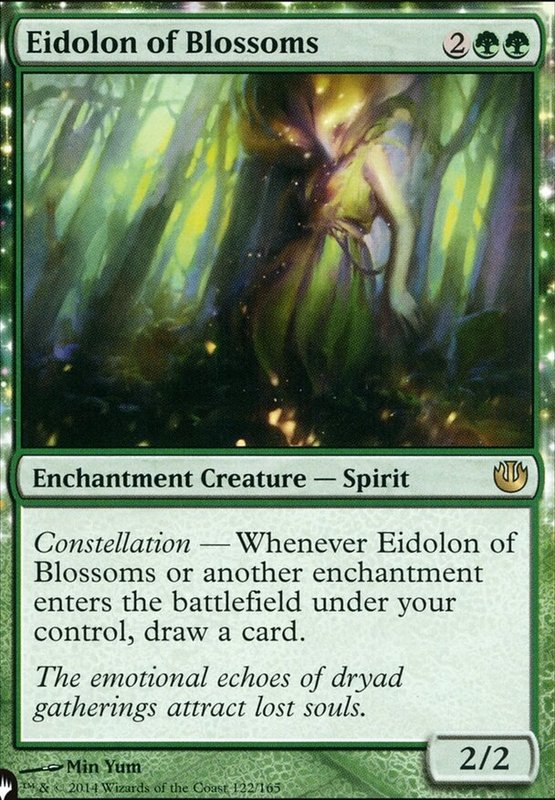 Eidolon of Blossoms 2
Enchantment Creature — Spirit
Constellation — Whenever Eidolon of
Blossoms or another enchantment
enters the battlefield under your
control, draw a card.
The emotional echoes of dryad
gatherings attract lost souls.
2/2
Min Yum
™ & © 2014 Wizards of the Coast 122/165